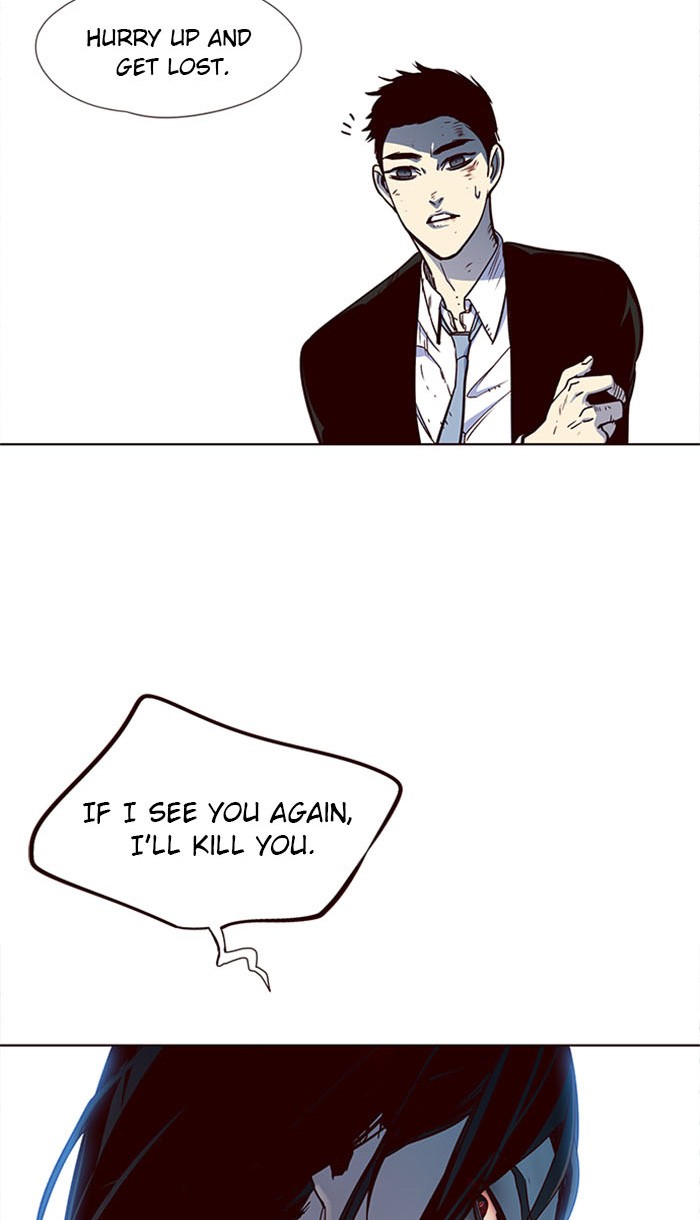 HURRY UP AND
GET LOST.
IF I SEE YOU AGAIN,
I'LL KILL YOU.